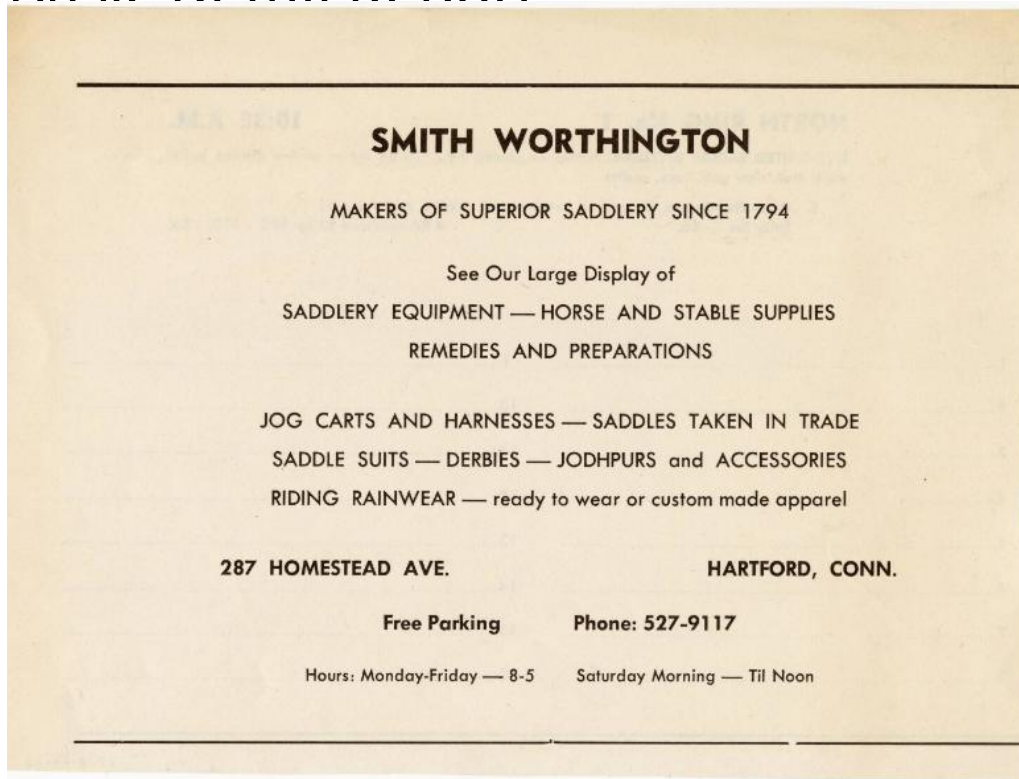 SMITH WORTHINGTON
MAKERS OF SUPERIOR SADDLERY SINCE 1794
See Our Large Display of
SADDLERY EQUIPMENT — HORSE AND STABLE SUPPLIES
REMEDIES AND PREPARATIONS
JOG CARTS AND HARNESSES — SADDLES TAKEN IN TRADE
SADDLE SUITS — DERBIES — JODHPURS and ACCESSORIES
RIDING RAINWEAR — ready to wear or custom made apparel
287 HOMESTEAD AVE. HARTFORD, CONN.
Free Parking Phone: 527-9117
Hours: Monday-Friday — 8-5 Saturday Morning — Til Noon